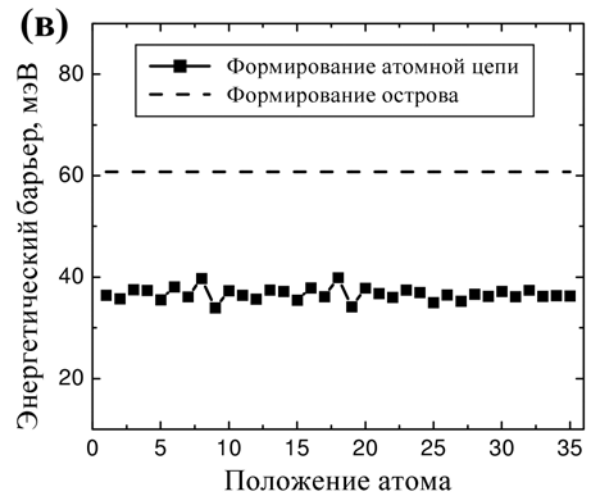 (в)
Энергетический барьер, мэВ
80
60
40
20
Формирование атомной цепи
Формирование острова
0 5 10 15 20 25 30 35
Положение атома